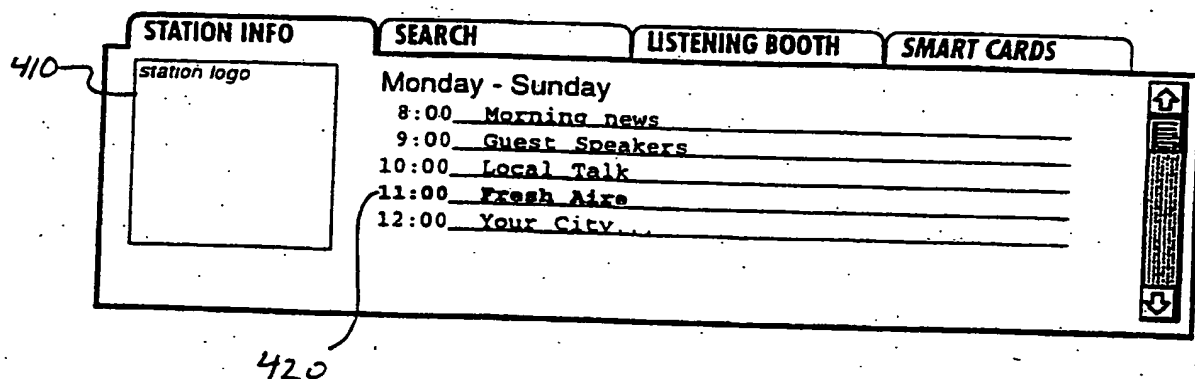 STATION INFO SEARCH LISTENING BOOTH SMART CARDS
410 station logo
Monday - Sunday
8:00 Morning news
9:00 Guest Speakers
10:00 Local Talk
11:00 Fresh Aire
12:00 Your City...
420